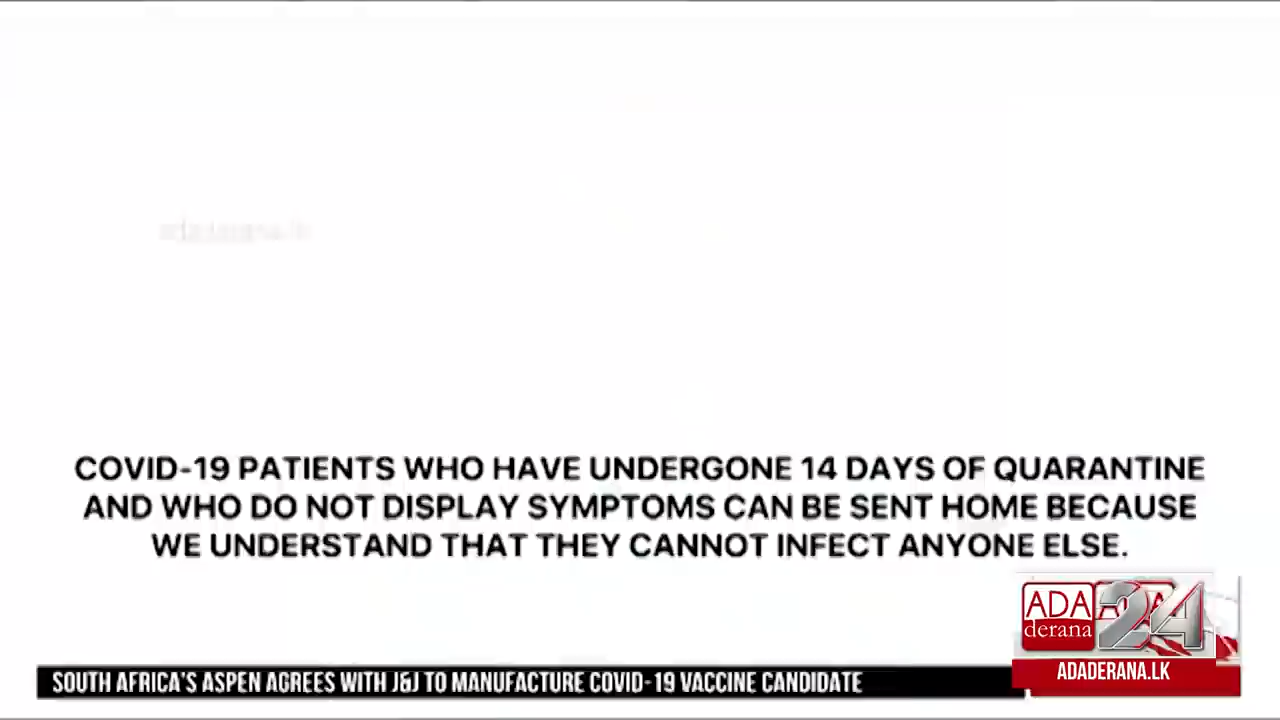 COVID-19 PATIENTS WHO HAVE UNDERGONE 14 DAYS OF QUARANTINE
AND WHO DO NOT DISPLAY SYMPTOMS CAN BE SENT HOME BECAUSE
WE UNDERSTAND THAT THEY CANNOT INFECT ANYONE ELSE.
ADA
derana
24
ADADERANA.LK
SOUTH AFRICA'S ASPEN AGREES WITH J&J TO MANUFACTURE COVID-19 VACCINE CANDIDATE